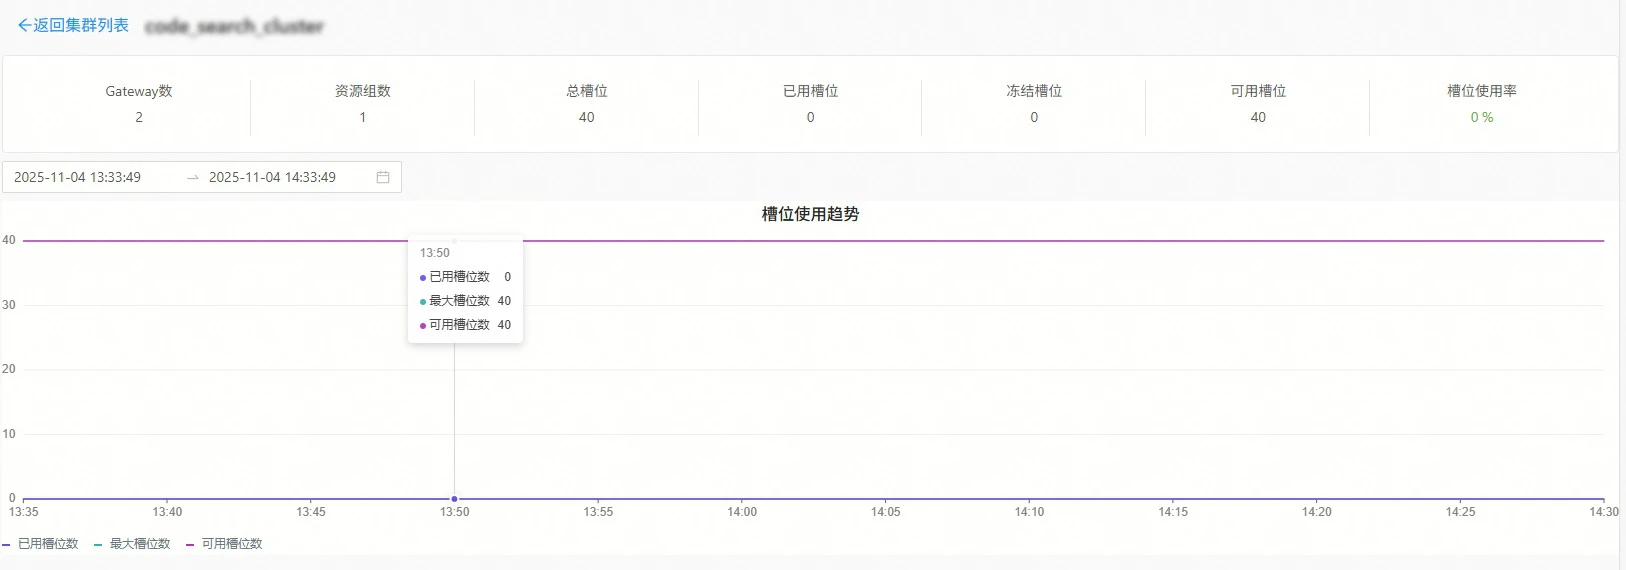 返回集群列表 code_search_cluster
Gateway数 资源组数 总槽位 已用槽位 冻结槽位 可用槽位 槽位使用率
2 1 40 0 0 40 0 %
2025-11-04 13:33:49 → 2025-11-04 14:33:49
槽位使用趋势
40
13:50
已用槽位数 0
30
最大槽位数 40
可用槽位数 40
20
10
0
13:35 13:40 13:45 13:50 13:55 14:00 14:05 14:10 14:15 14:20 14:25 14:30
已用槽位数 最大槽位数 可用槽位数